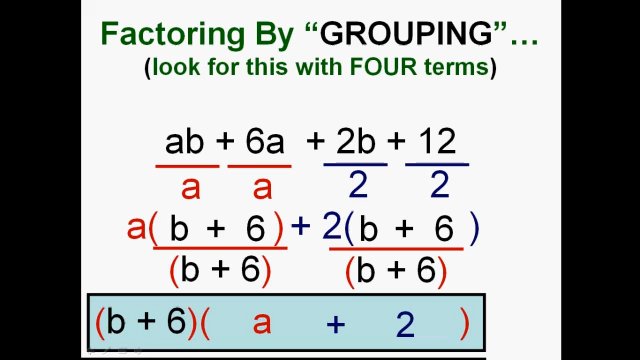 Factoring By “GROUPING”…
(look for this with FOUR terms)
ab + 6a + 2b + 12
a a 2 2
a( b + 6 ) + 2( b + 6 )
(b + 6) (b + 6)
(b + 6)( a + 2 )